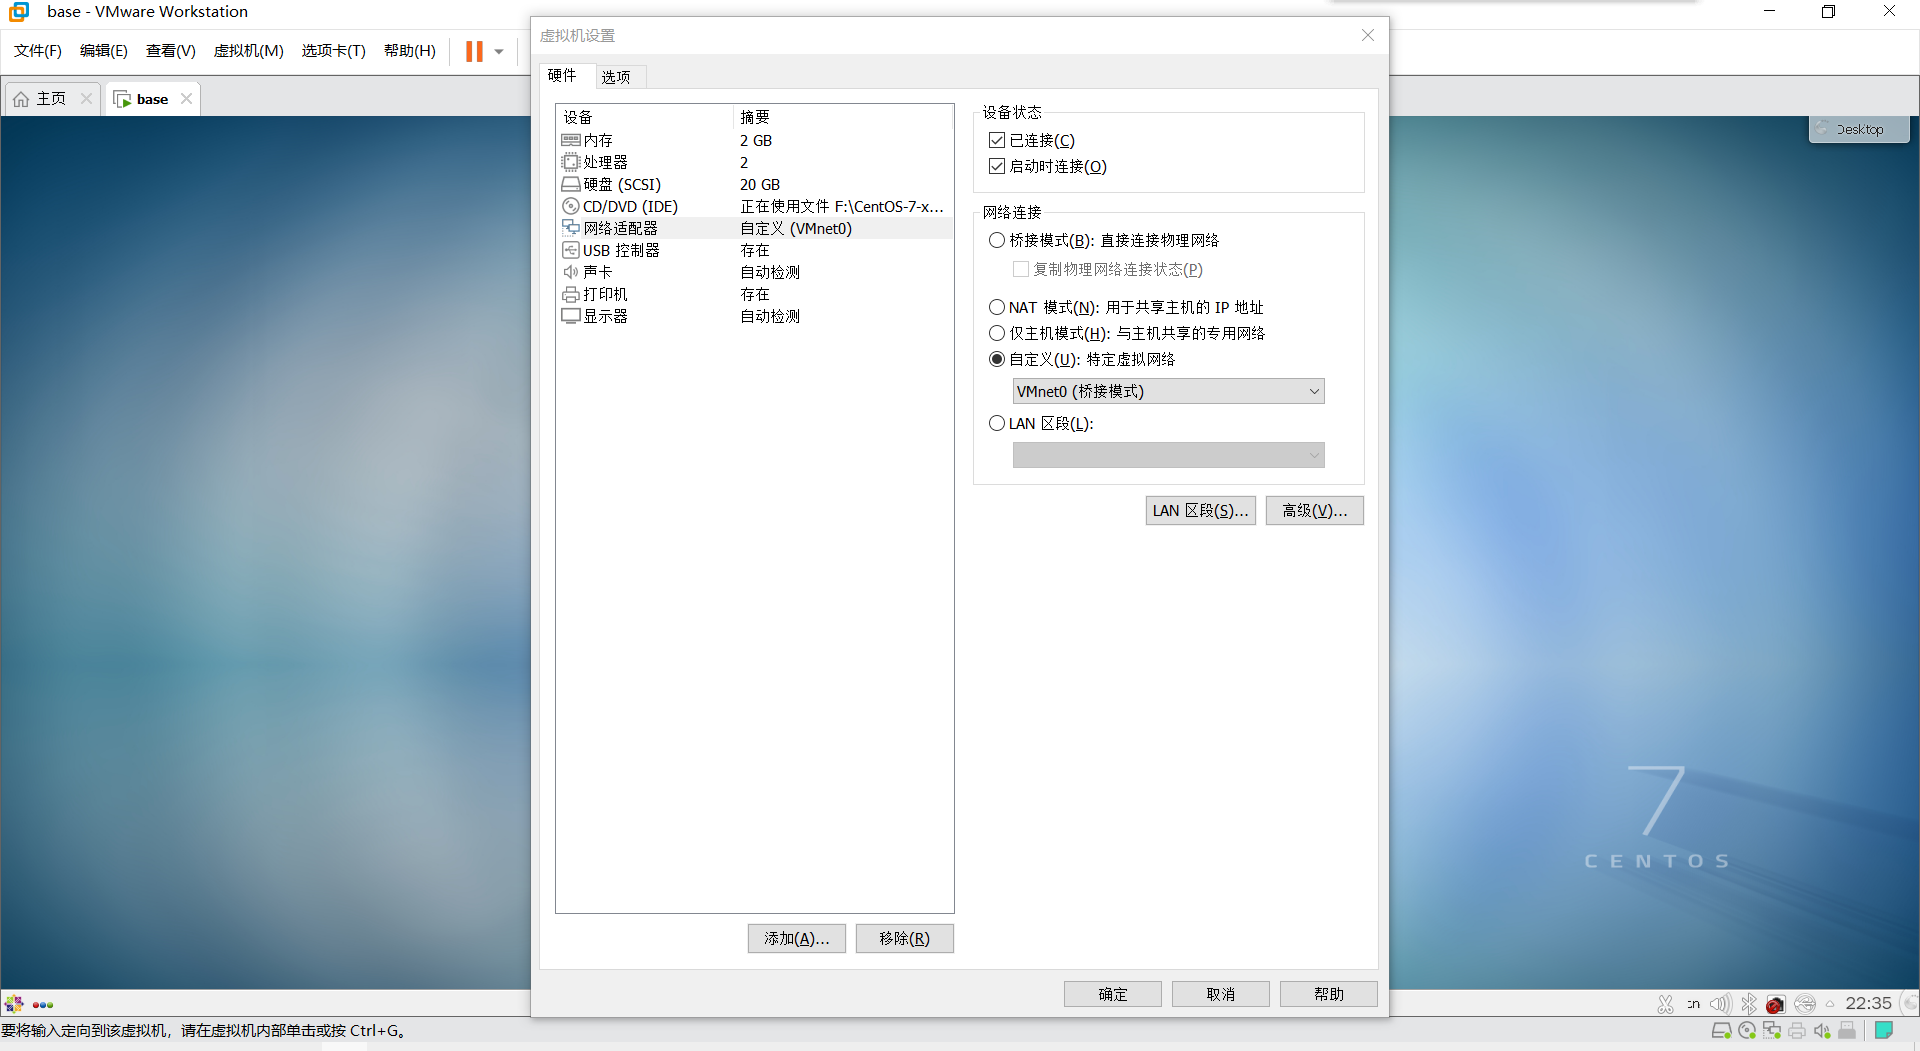 base - VMware Workstation
文件(F) 编辑(E) 查看(V) 虚拟机(M) 选项卡(T) 帮助(H)
主页 base
虚拟机设置
硬件 选项
设备 摘要
内存 2 GB
处理器 2
硬盘 (SCSI) 20 GB
CD/DVD (IDE) 正在使用文件 F:\CentOS-7-x...
网络适配器 自定义 (VMnet0)
USB 控制器 存在
声卡 自动检测
打印机 存在
显示器 自动检测
添加(A)... 移除(R)
设备状态
已连接(C)
启动时连接(O)
网络连接
桥接模式(B): 直接连接物理网络
复制物理网络连接状态(P)
NAT 模式(N): 用于共享主机的 IP 地址
仅主机模式(H): 与主机共享的专用网络
自定义(U): 特定虚拟网络
VMnet0 (桥接模式)
LAN 区段(L):
LAN 区段(S)... 高级(V)...
确定 取消 帮助
Desktop
7
CENTOS
22:35
要将输入定向到该虚拟机，请在虚拟机内部单击或按 Ctrl+G。